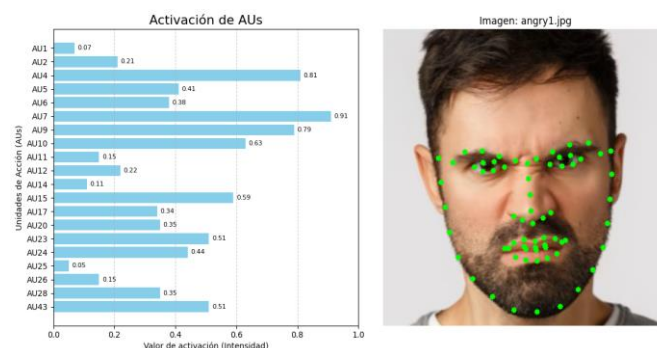 Activación de AUs
AU1 0.07
AU2 0.21
AU4 0.81
AU5 0.41
AU6 0.38
AU7 0.91
AU9 0.79
AU10 0.63
AU11 0.15
AU12 0.22
AU14 0.11
AU15 0.59
AU17 0.34
AU20 0.35
AU23 0.51
AU24 0.44
AU25 0.05
AU26 0.15
AU28 0.35
AU43 0.51
0.0 0.2 0.4 0.6 0.8 1.0
Valor de activación (Intensidad)
Unidades de Acción (AUs)
Imagen: angry1.jpg